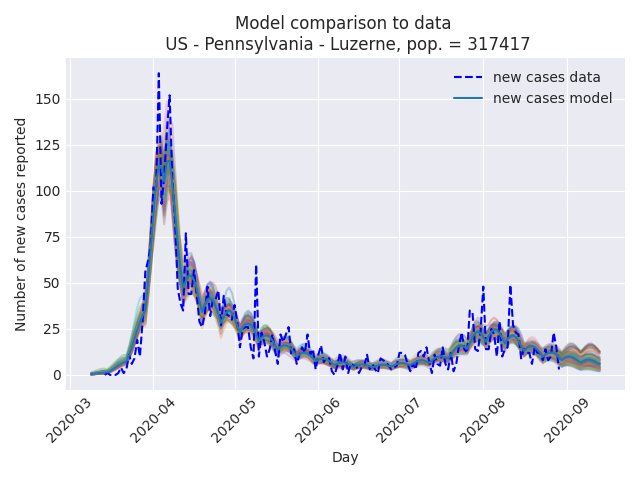 Model comparison to data
US - Pennsylvania - Luzerne, pop. = 317417
new cases data
new cases model
Number of new cases reported
150
125
100
75
50
25
0
2020-03
2020-04
2020-05
2020-06
2020-07
2020-08
2020-09
Day